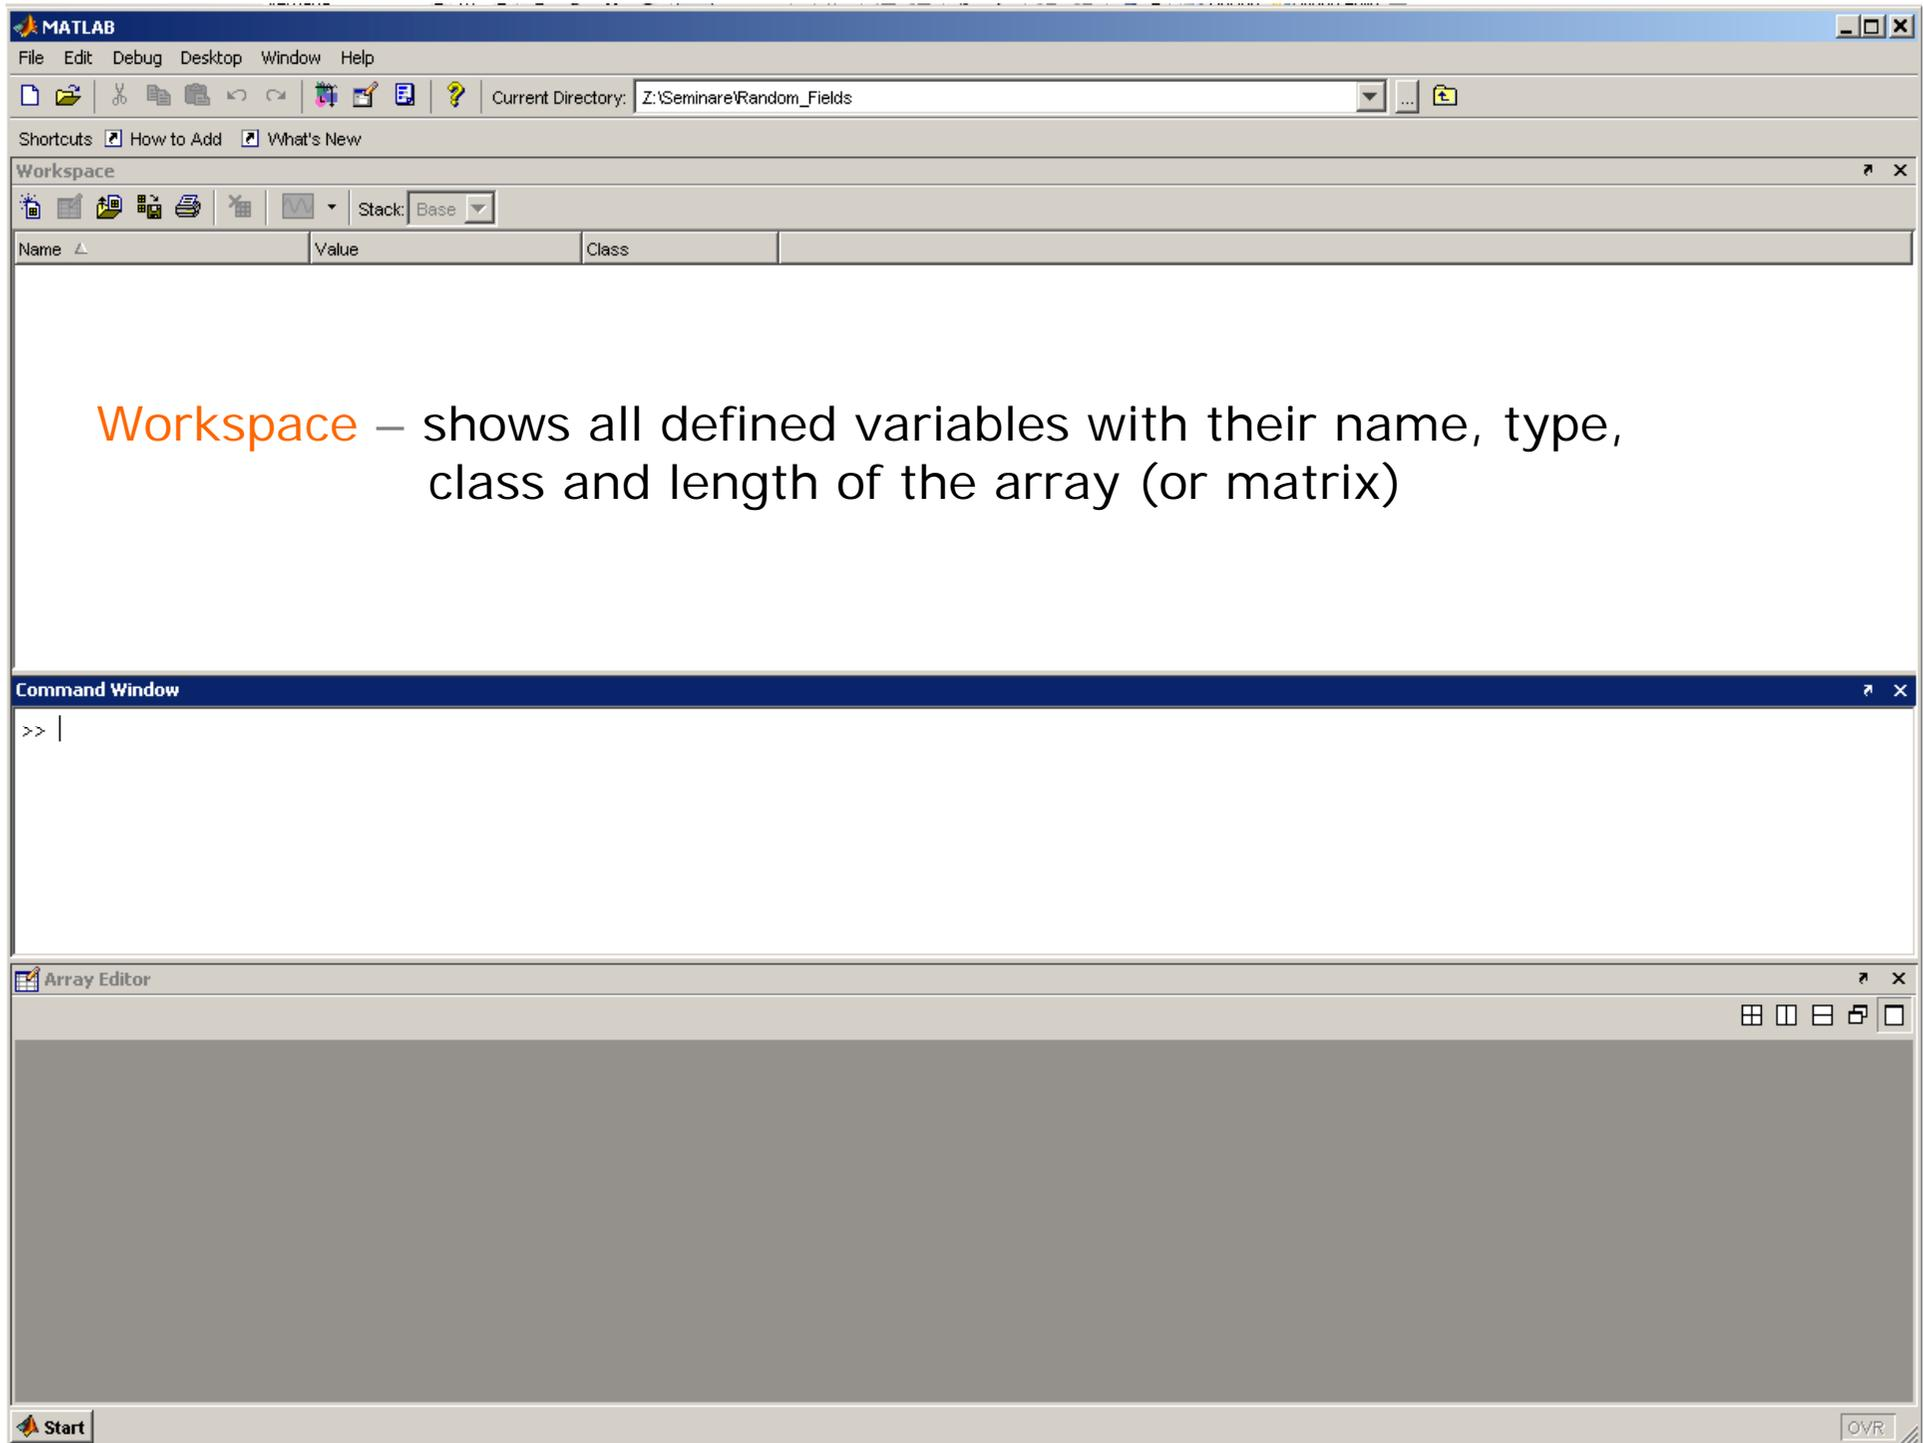 MATLAB
File Edit Debug Desktop Window Help
Current Directory: Z:\Seminare\Random_Fields
...
Shortcuts How to Add What's New
Workspace
Stack: Base
Name Value Class
Workspace – shows all defined variables with their name, type,
class and length of the array (or matrix)
Command Window
>>
Array Editor
Start
OVR